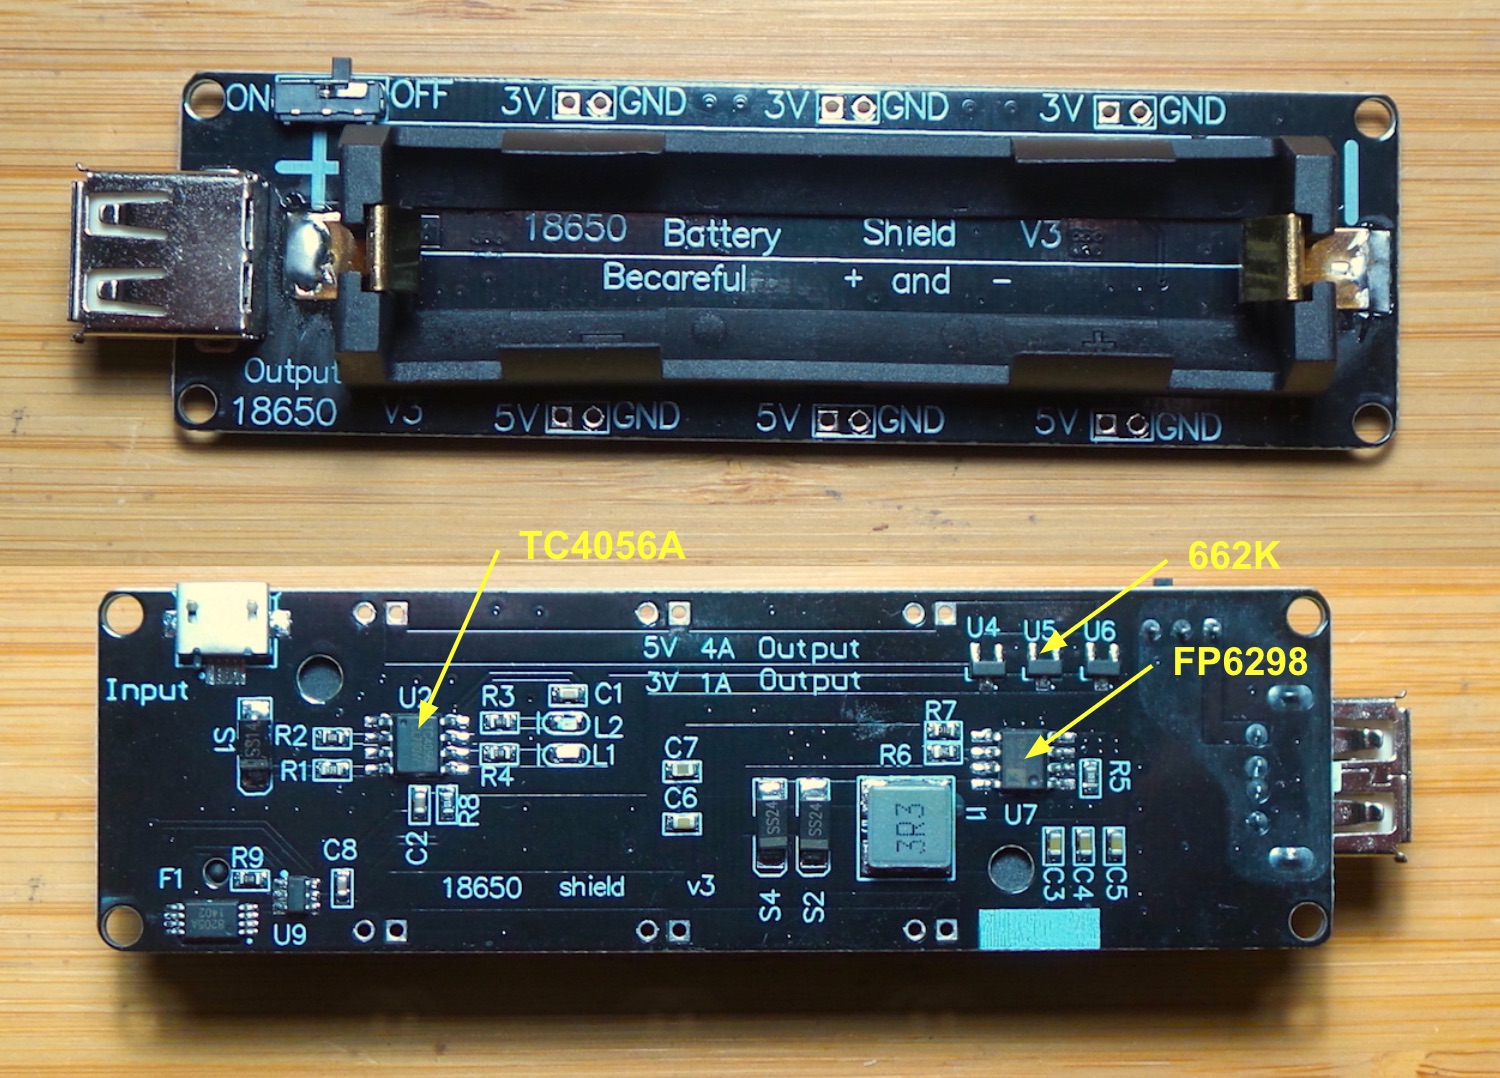 ON OFF 3V GND 3V GND 3V GND
+ -
18650 Battery Shield V3
Becareful + and -
Output
18650 V3 5V GND 5V GND 5V GND
TC4056A
662K
FP6298
Input
5V 4A Output
3V 1A Output
U4 U5 U6
R3 C1
L2
R2
R1
R4 L1
S1
SS14
C2 R8
C7
C6
R7
R6
R5
U7
3R3
SS24 SS24
S4 S2
C3 C4 C5
F1 R9 C8
8205A
1402
U9
18650 shield v3